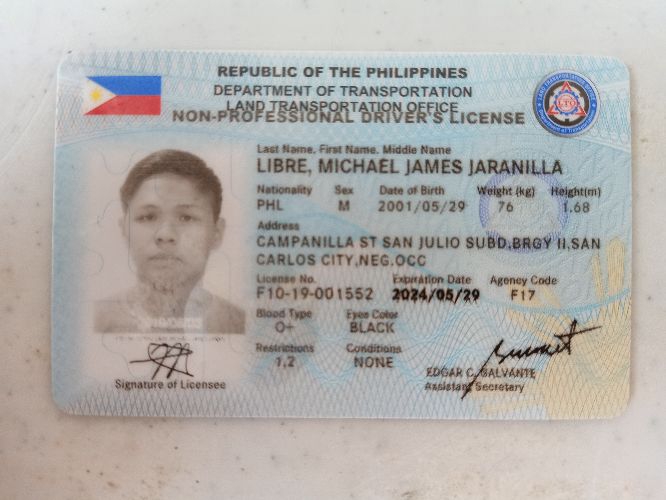 REPUBLIC OF THE PHILIPPINES
DEPARTMENT OF TRANSPORTATION
LAND TRANSPORTATION OFFICE
NON-PROFESSIONAL DRIVER'S LICENSE
LTO
Last Name. First Name. Middle Name
LIBRE, MICHAEL JAMES JARANILLA
Nationality Sex Date of Birth Weight (kg) Height(m)
PHL M 2001/05/29 76 1.68
Address
CAMPANILLA ST SAN JULIO SUBD,BRGY II,SAN
CARLOS CITY,NEG.OCC
License No. Expiration Date Agency Code
F10-19-001552 2024/05/29 F17
Blood Type Eyes Color
O+ BLACK
Restrictions Conditions
1,2 NONE
EDGAR C. GALVANTE
Assistant Secretary
Signature of Licensee